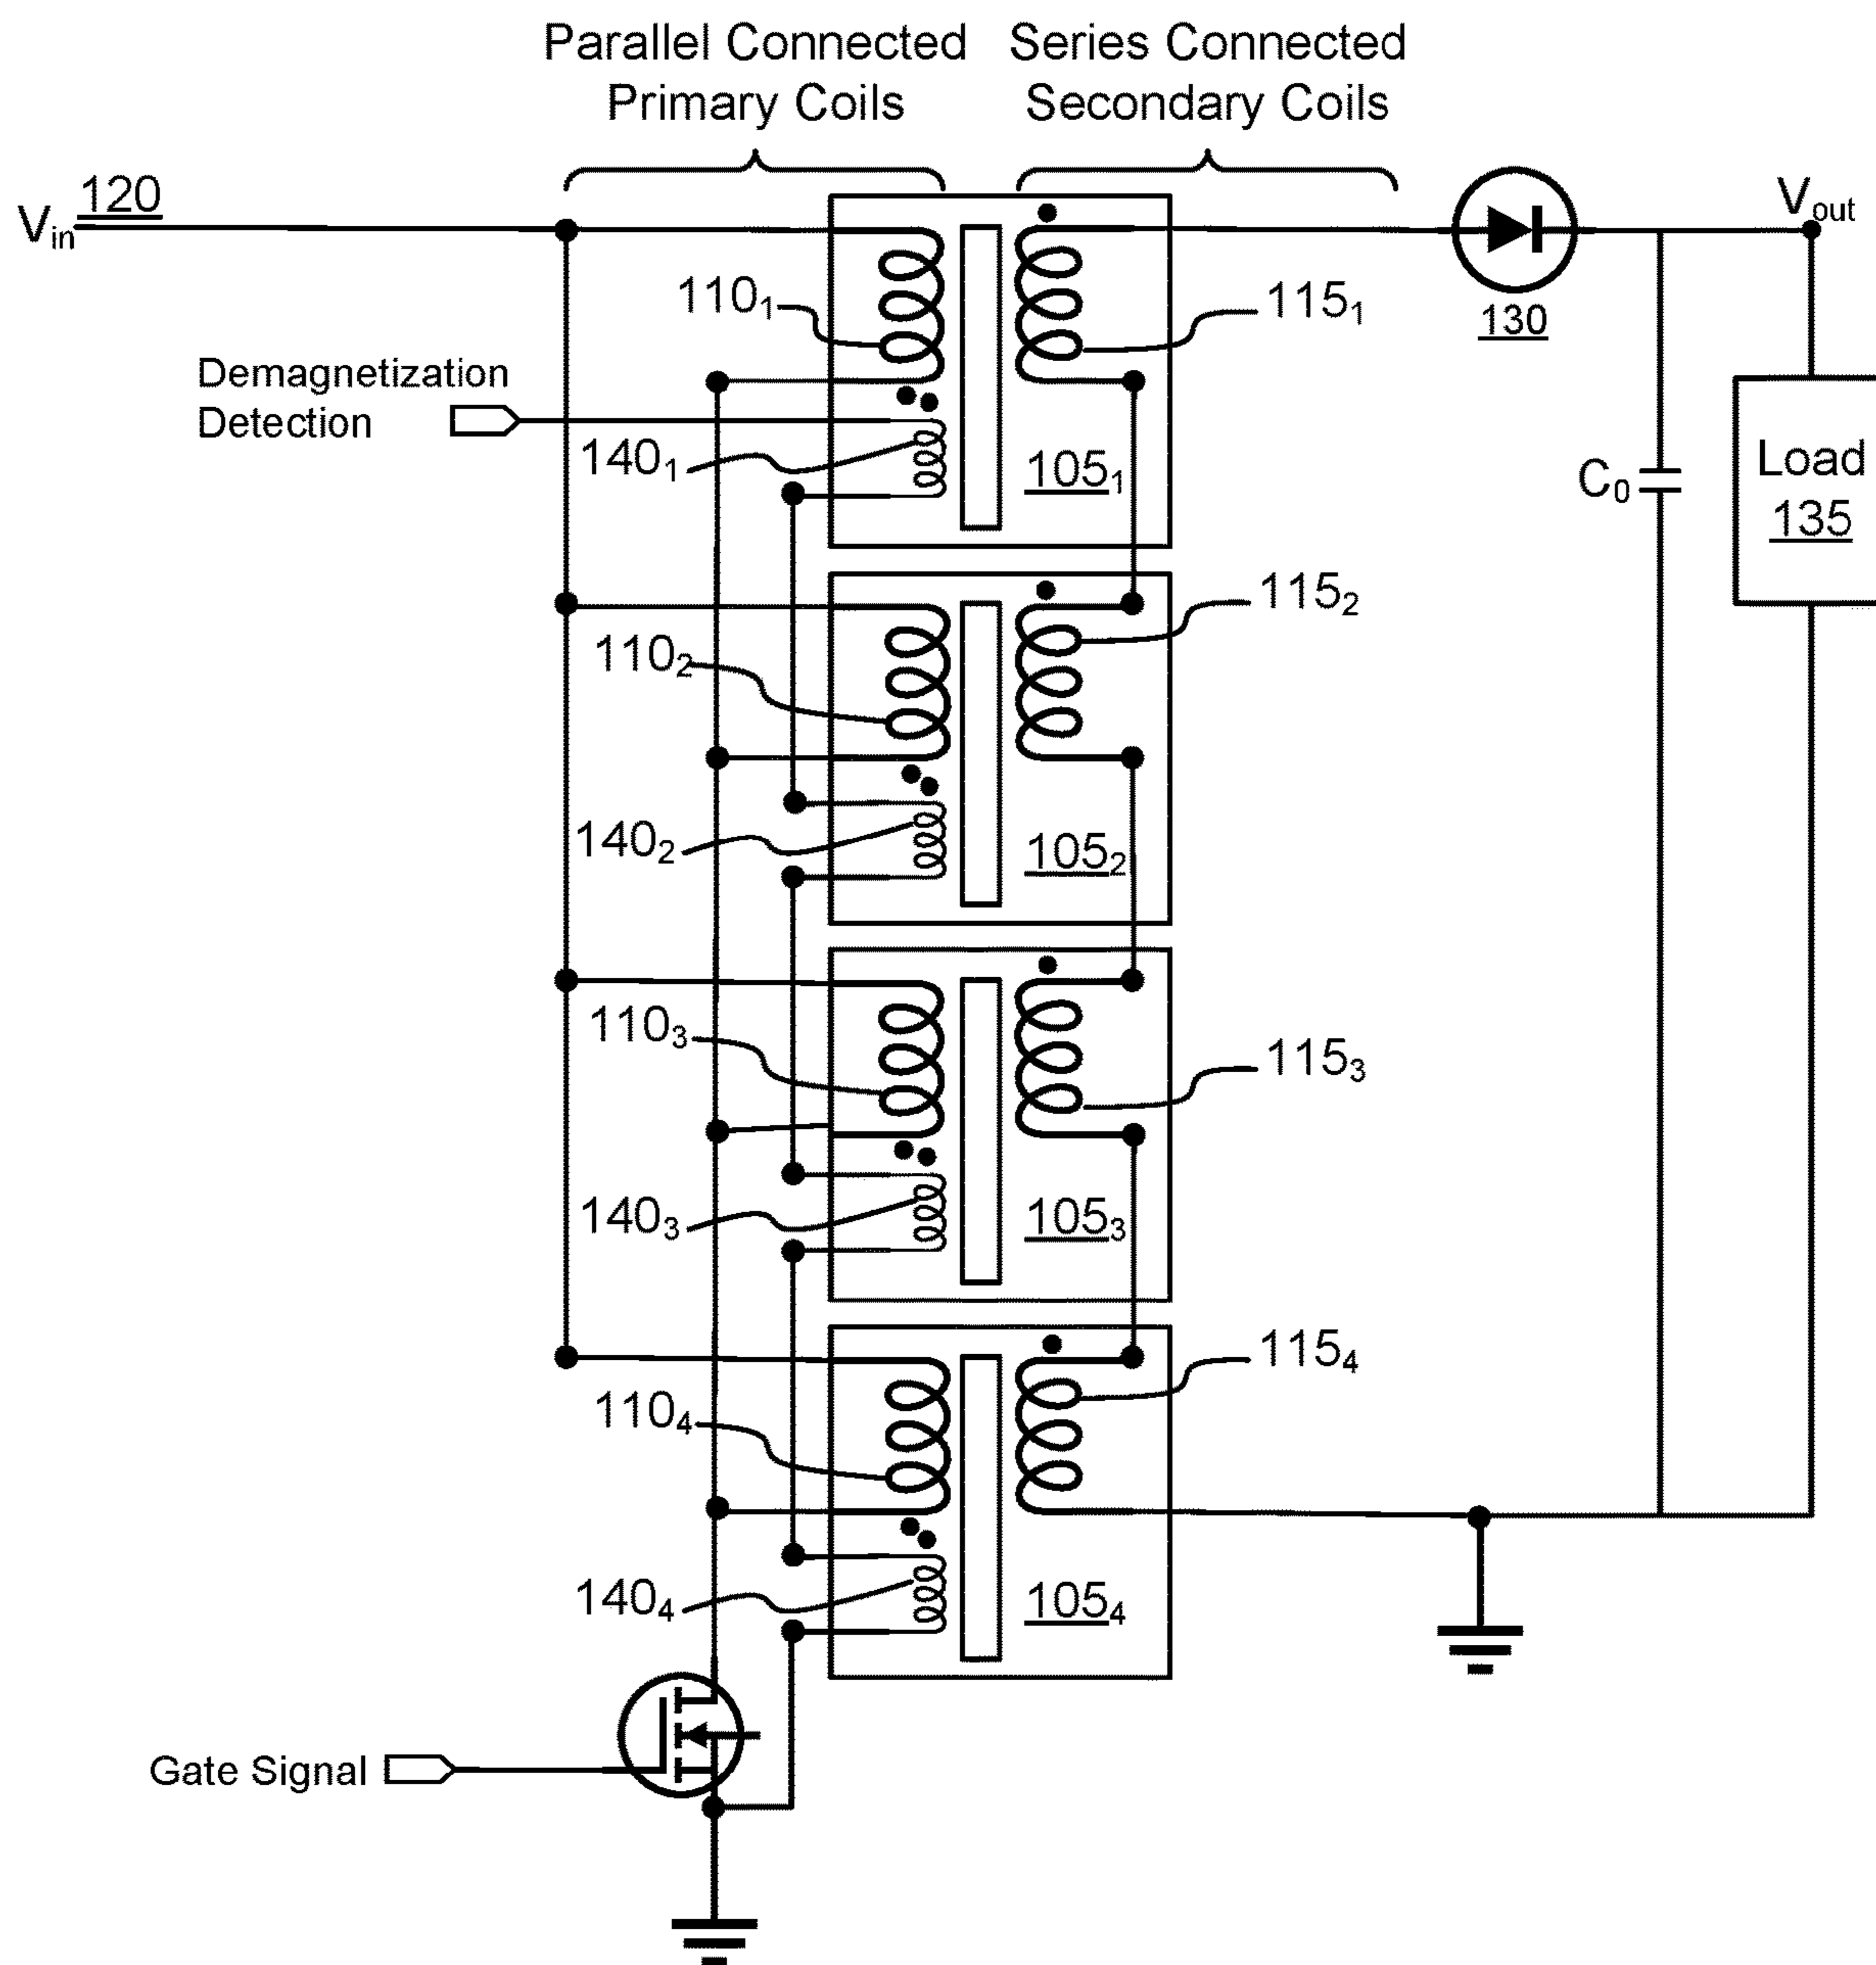 Parallel Connected
Primary Coils
Series Connected
Secondary Coils
120
Vin
Vout
110₁
115₁
130
Demagnetization
Detection
140₁
105₁
C₀
Load
135
115₂
110₂
140₂
105₂
110₃
115₃
140₃
105₃
115₄
110₄
140₄
105₄
Gate Signal